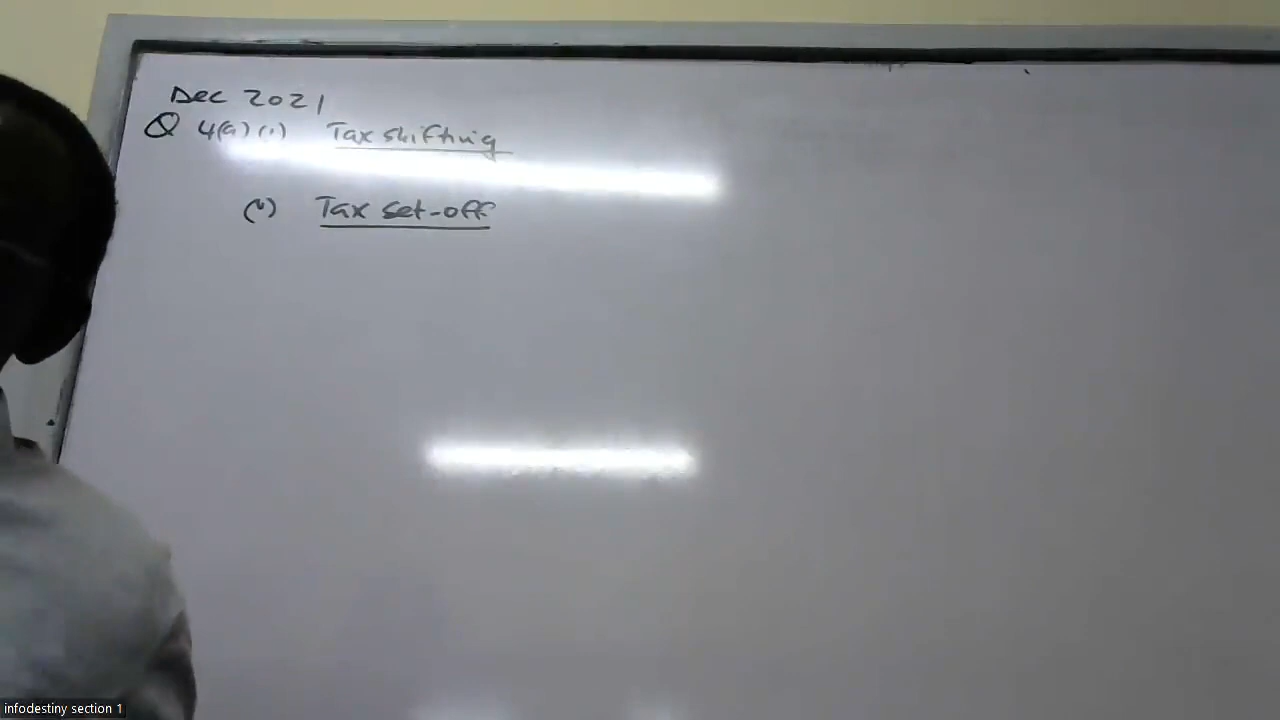 Dec 2021
Q 4(a) (i) Tax shifting
(ii) Tax set-off
infodestiny section 1